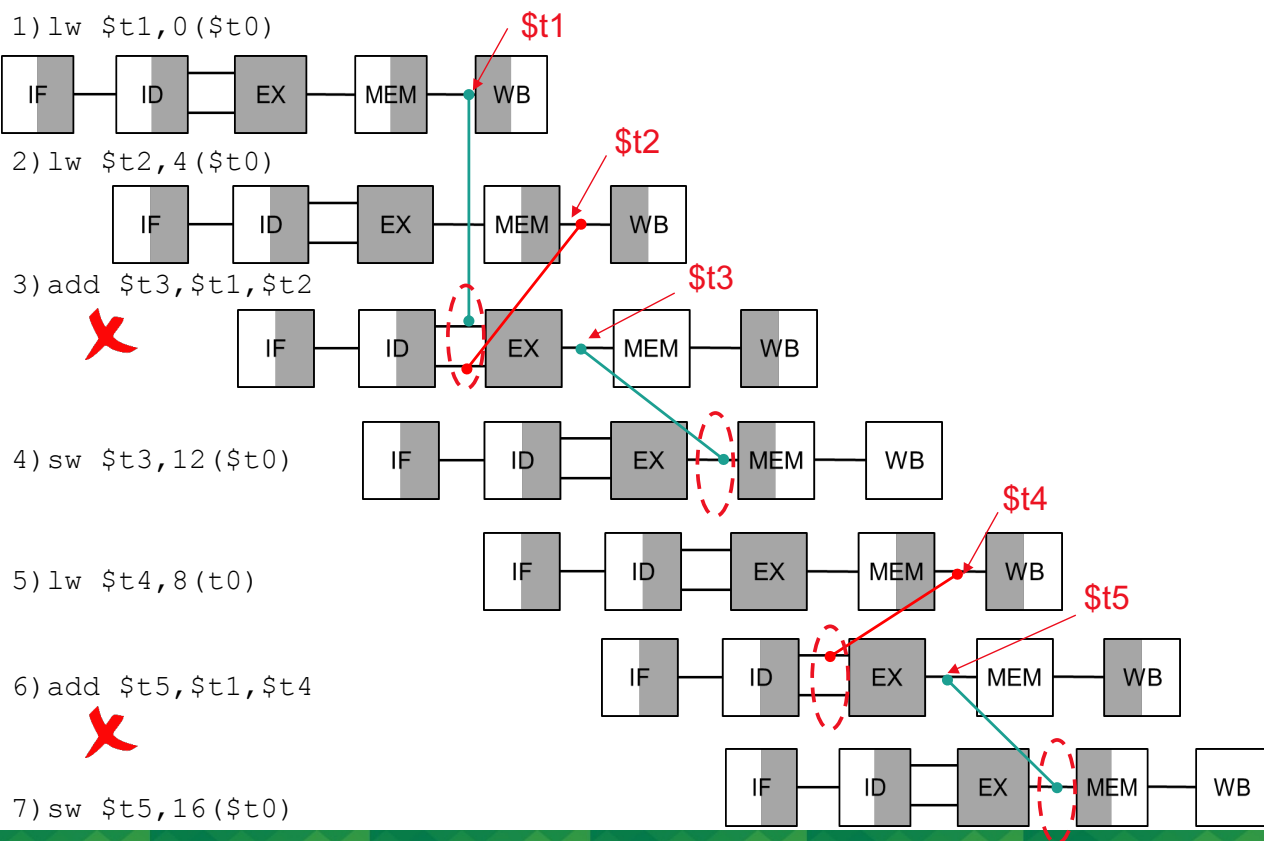 1)lw $t1,0($t0)
$t1
IF ID EX MEM WB
2)lw $t2,4($t0)
$t2
IF ID EX MEM WB
3)add $t3,$t1,$t2
$t3
IF ID EX MEM WB
4)sw $t3,12($t0)
IF ID EX MEM WB
$t4
5)lw $t4,8(t0)
IF ID EX MEM WB
$t5
6)add $t5,$t1,$t4
IF ID EX MEM WB
7)sw $t5,16($t0)
IF ID EX MEM WB